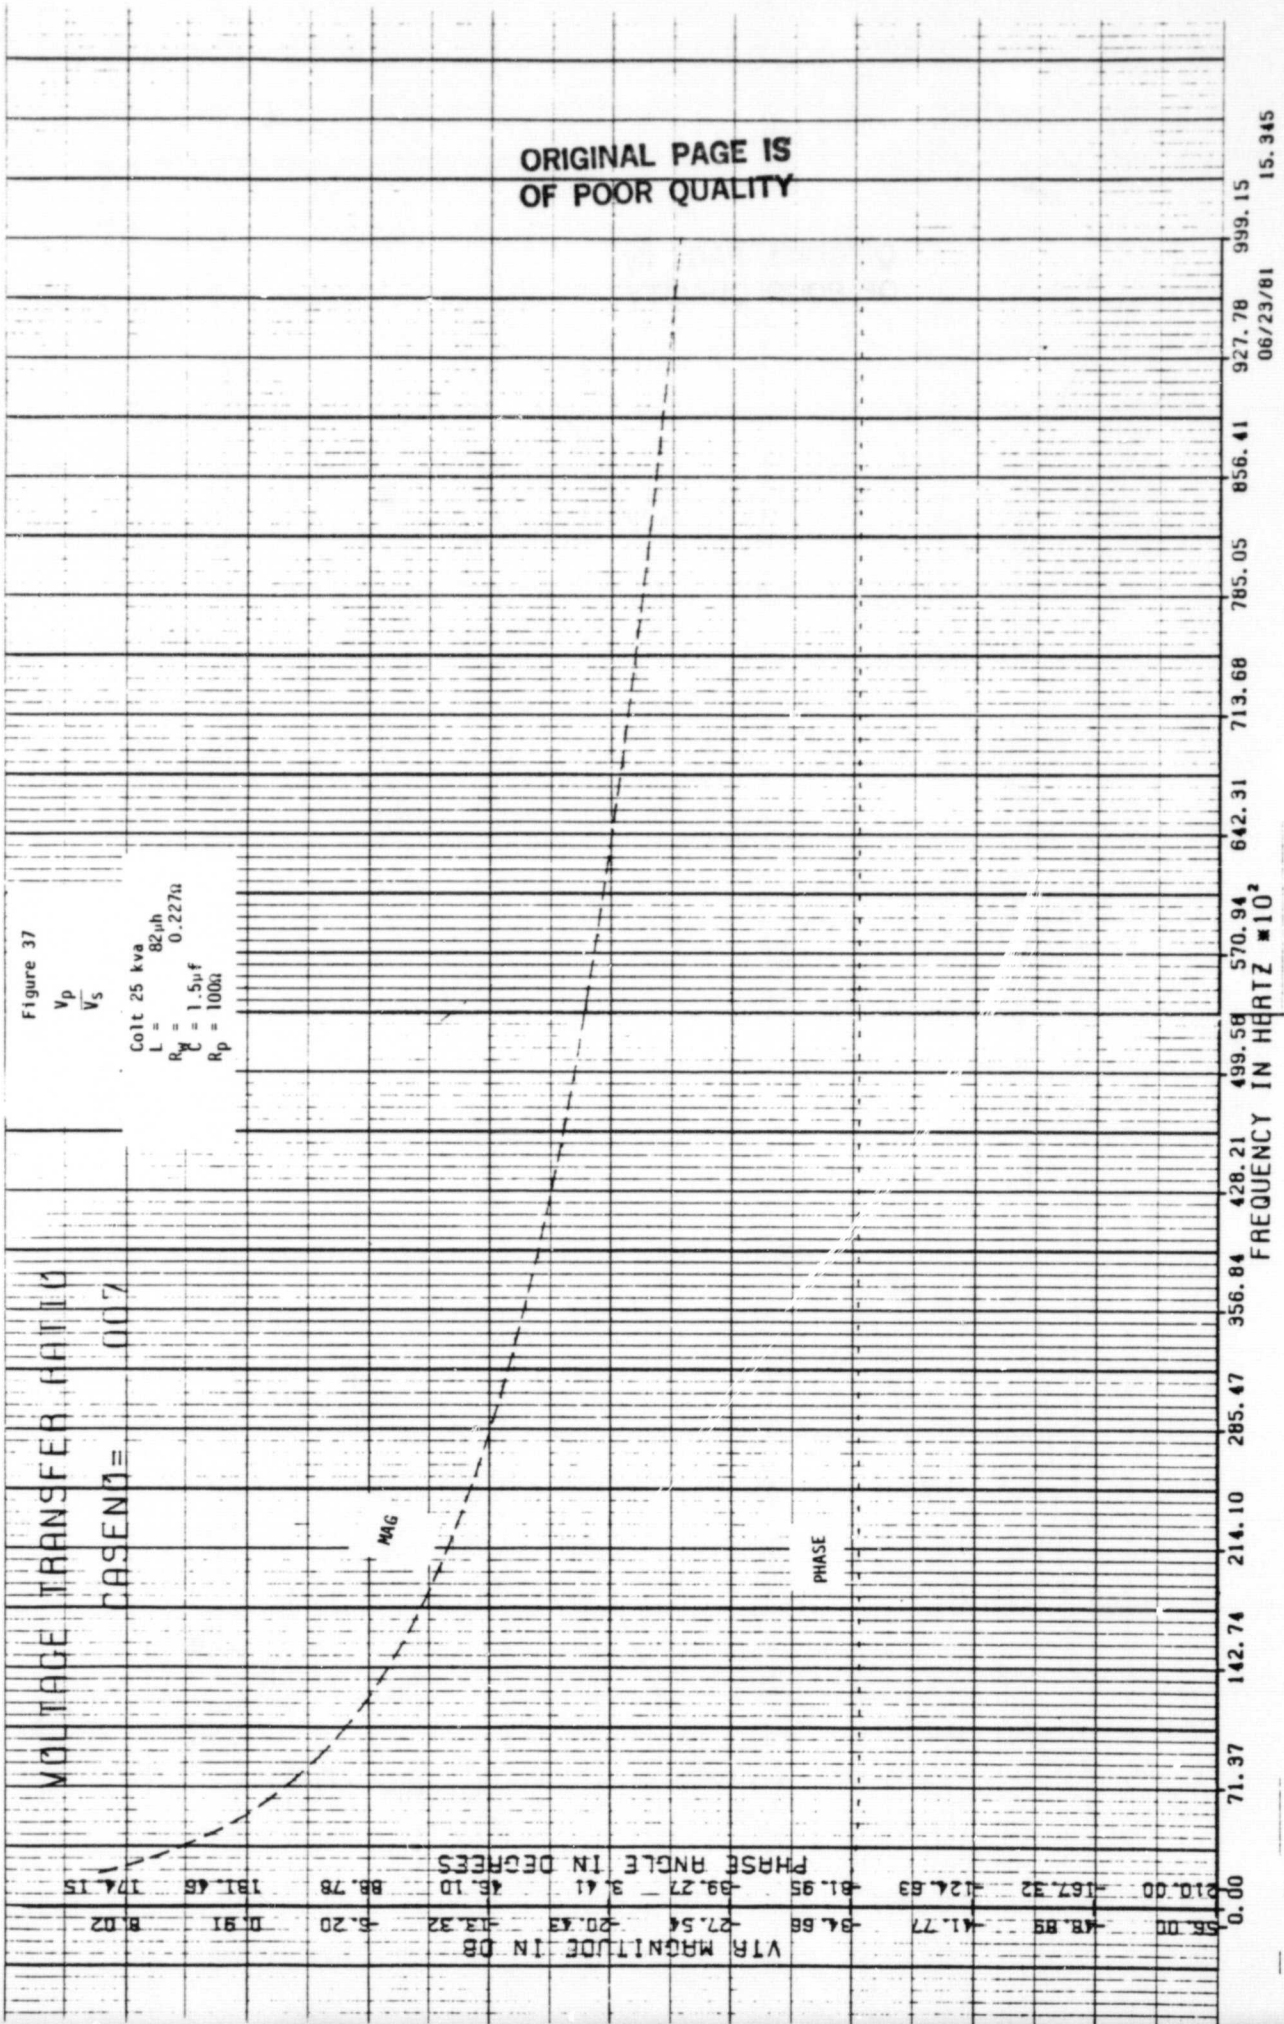 ORIGINAL PAGE IS
OF POOR QUALITY
Figure 37
Vp
Vs
Colt 25 kva
L = 82µh
Rw = 0.227Ω
C = 1.5µf
Rp = 100Ω
VOLTAGE TRANSFER RATIO
CASENO= 007
MAG
PHASE
VTR MAGNITUDE IN DB
56.00 -48.89 -41.77 -34.66 -27.54 -20.43 -13.32 -6.20 0.91 8.02
PHASE ANGLE IN DEGREES
210.00 -167.32 -124.63 -81.95 -39.27 3.41 46.10 88.78 131.46 174.15
0.00 71.37 142.74 214.10 285.47 356.84 428.21 499.58 570.94 642.31 713.68 785.05 856.41 927.78 999.15
FREQUENCY IN HERTZ *10²
06/23/81 15.345